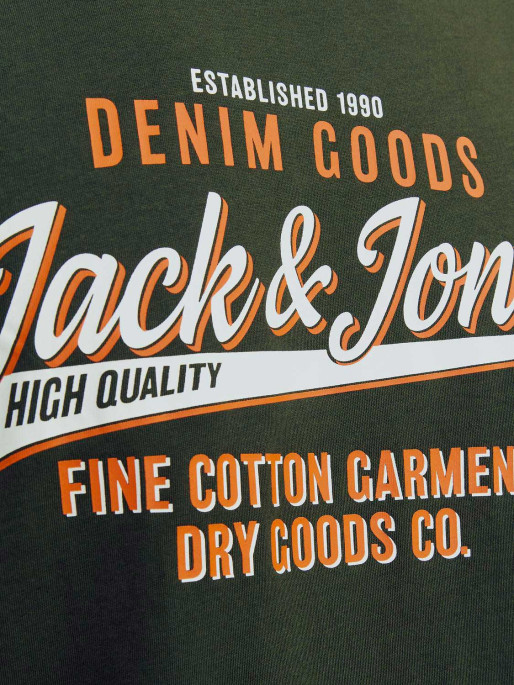 ESTABLISHED 1990
DENIM GOODS
Jack & Jon
HIGH QUALITY
FINE COTTON GARMEN
DRY GOODS CO.